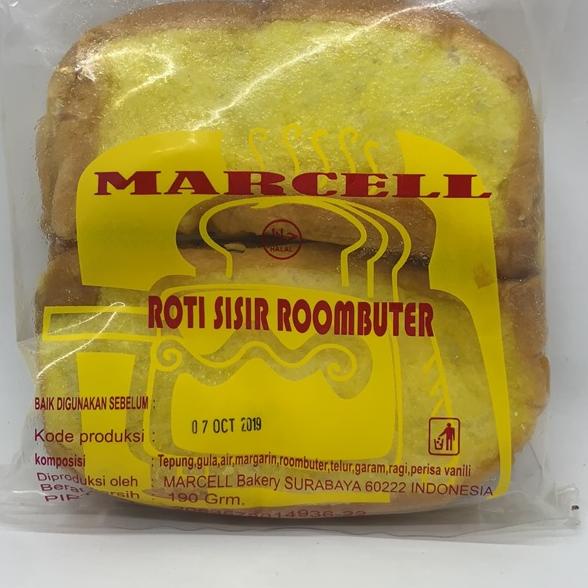 MARCELL
حلال
HALAL
ROTI SISIR ROOMBUTER
BAIK DIGUNAKAN SEBELUM :
07 OCT 2019
Kode produksi :
komposisi : Tepung,gula,air,margarin,roombuter,telur,garam,ragi,perisa vanili
Diproduksi oleh : MARCELL Bakery SURABAYA 60222 INDONESIA
: 190 Grm.